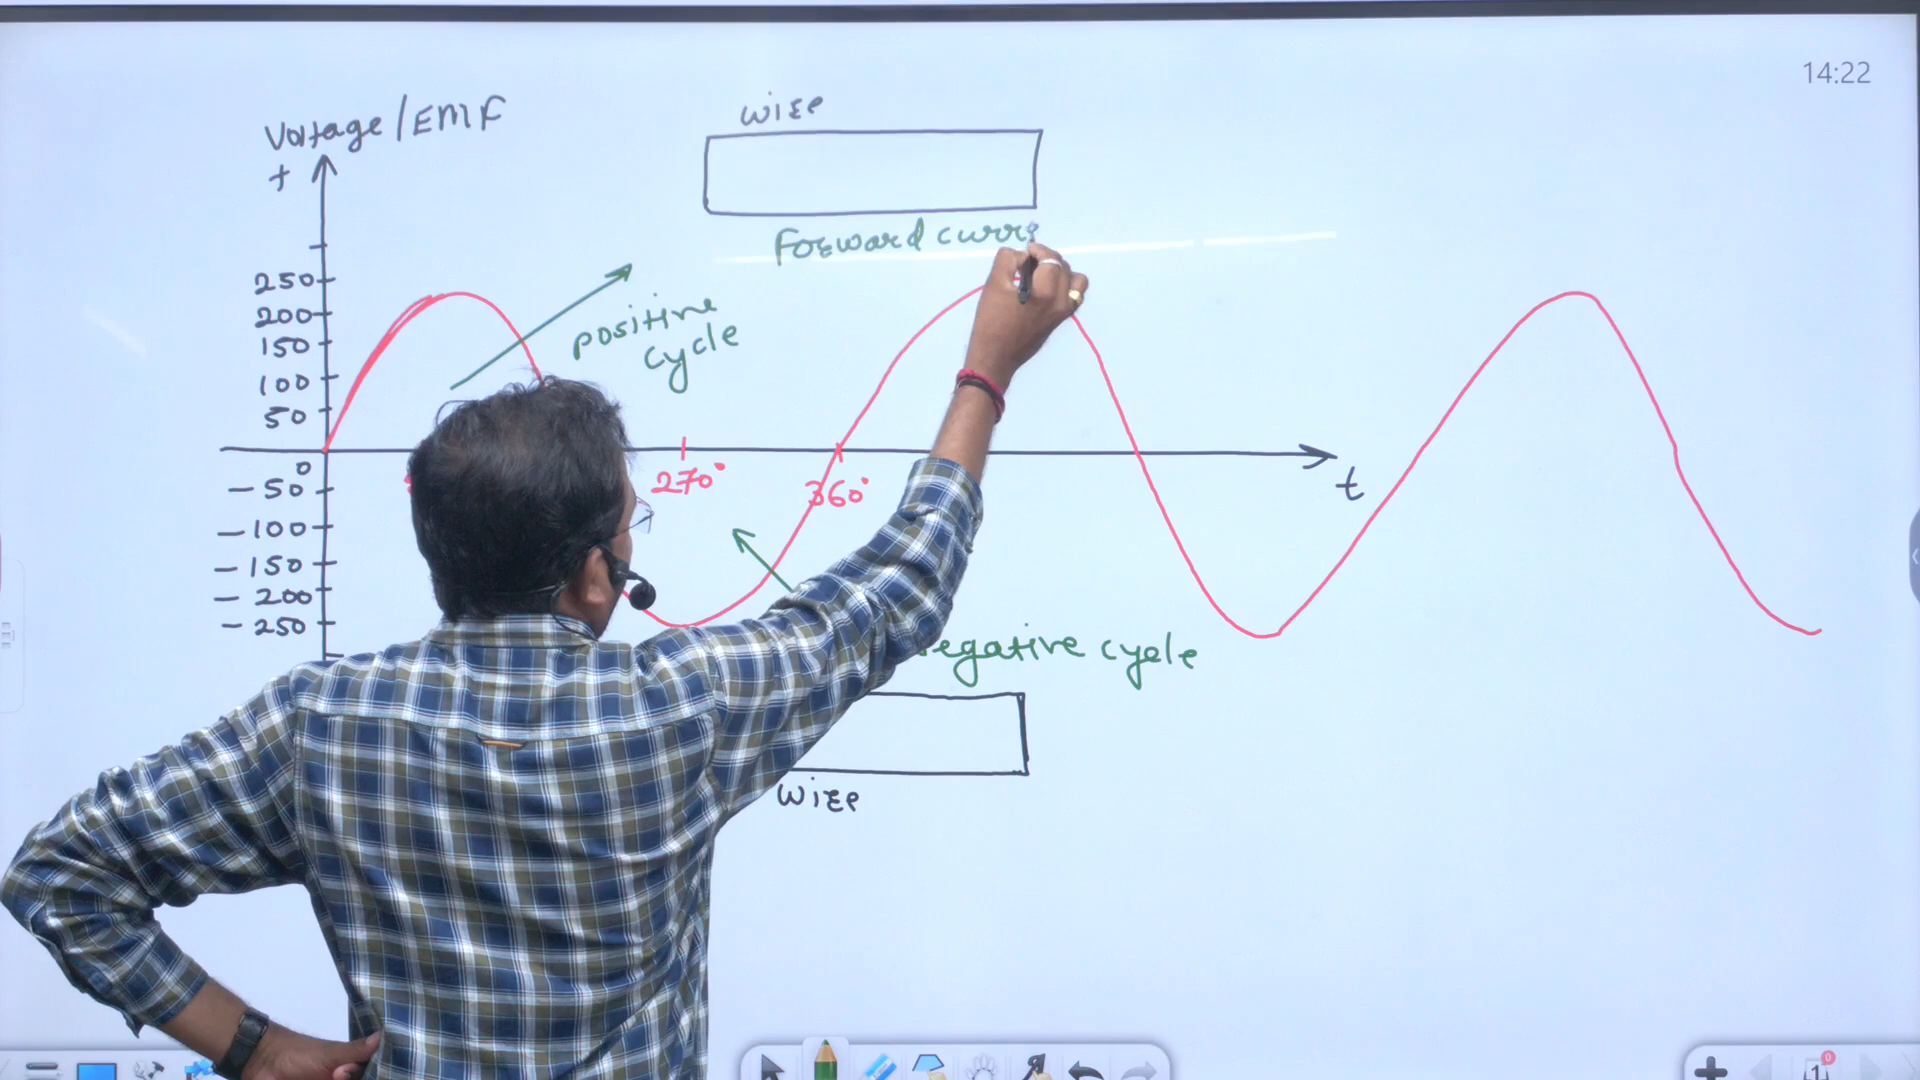 14:22
Voltage/EMF
+
wire
Forward curre
250
200
150
100
50
0
-50
-100
-150
-200
-250
positive
cycle
270°
360°
t
egative cycle
wire